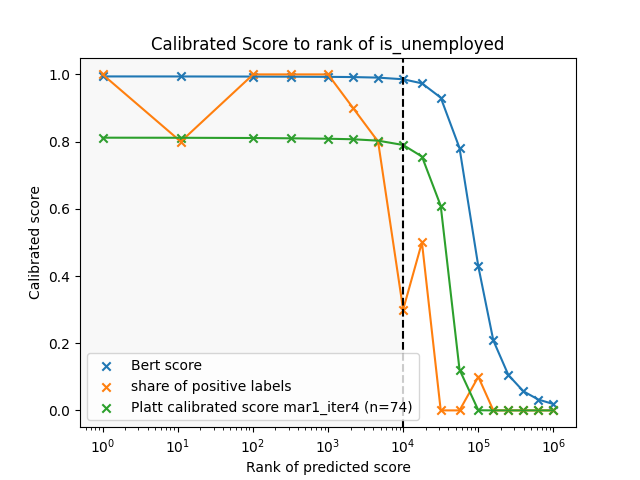 Calibrated Score to rank of is_unemployed
Calibrated score
1.0
0.8
0.6
0.4
0.2
0.0
Bert score
share of positive labels
Platt calibrated score mar1_iter4 (n=74)
10⁰ 10¹ 10² 10³ 10⁴ 10⁵ 10⁶
Rank of predicted score